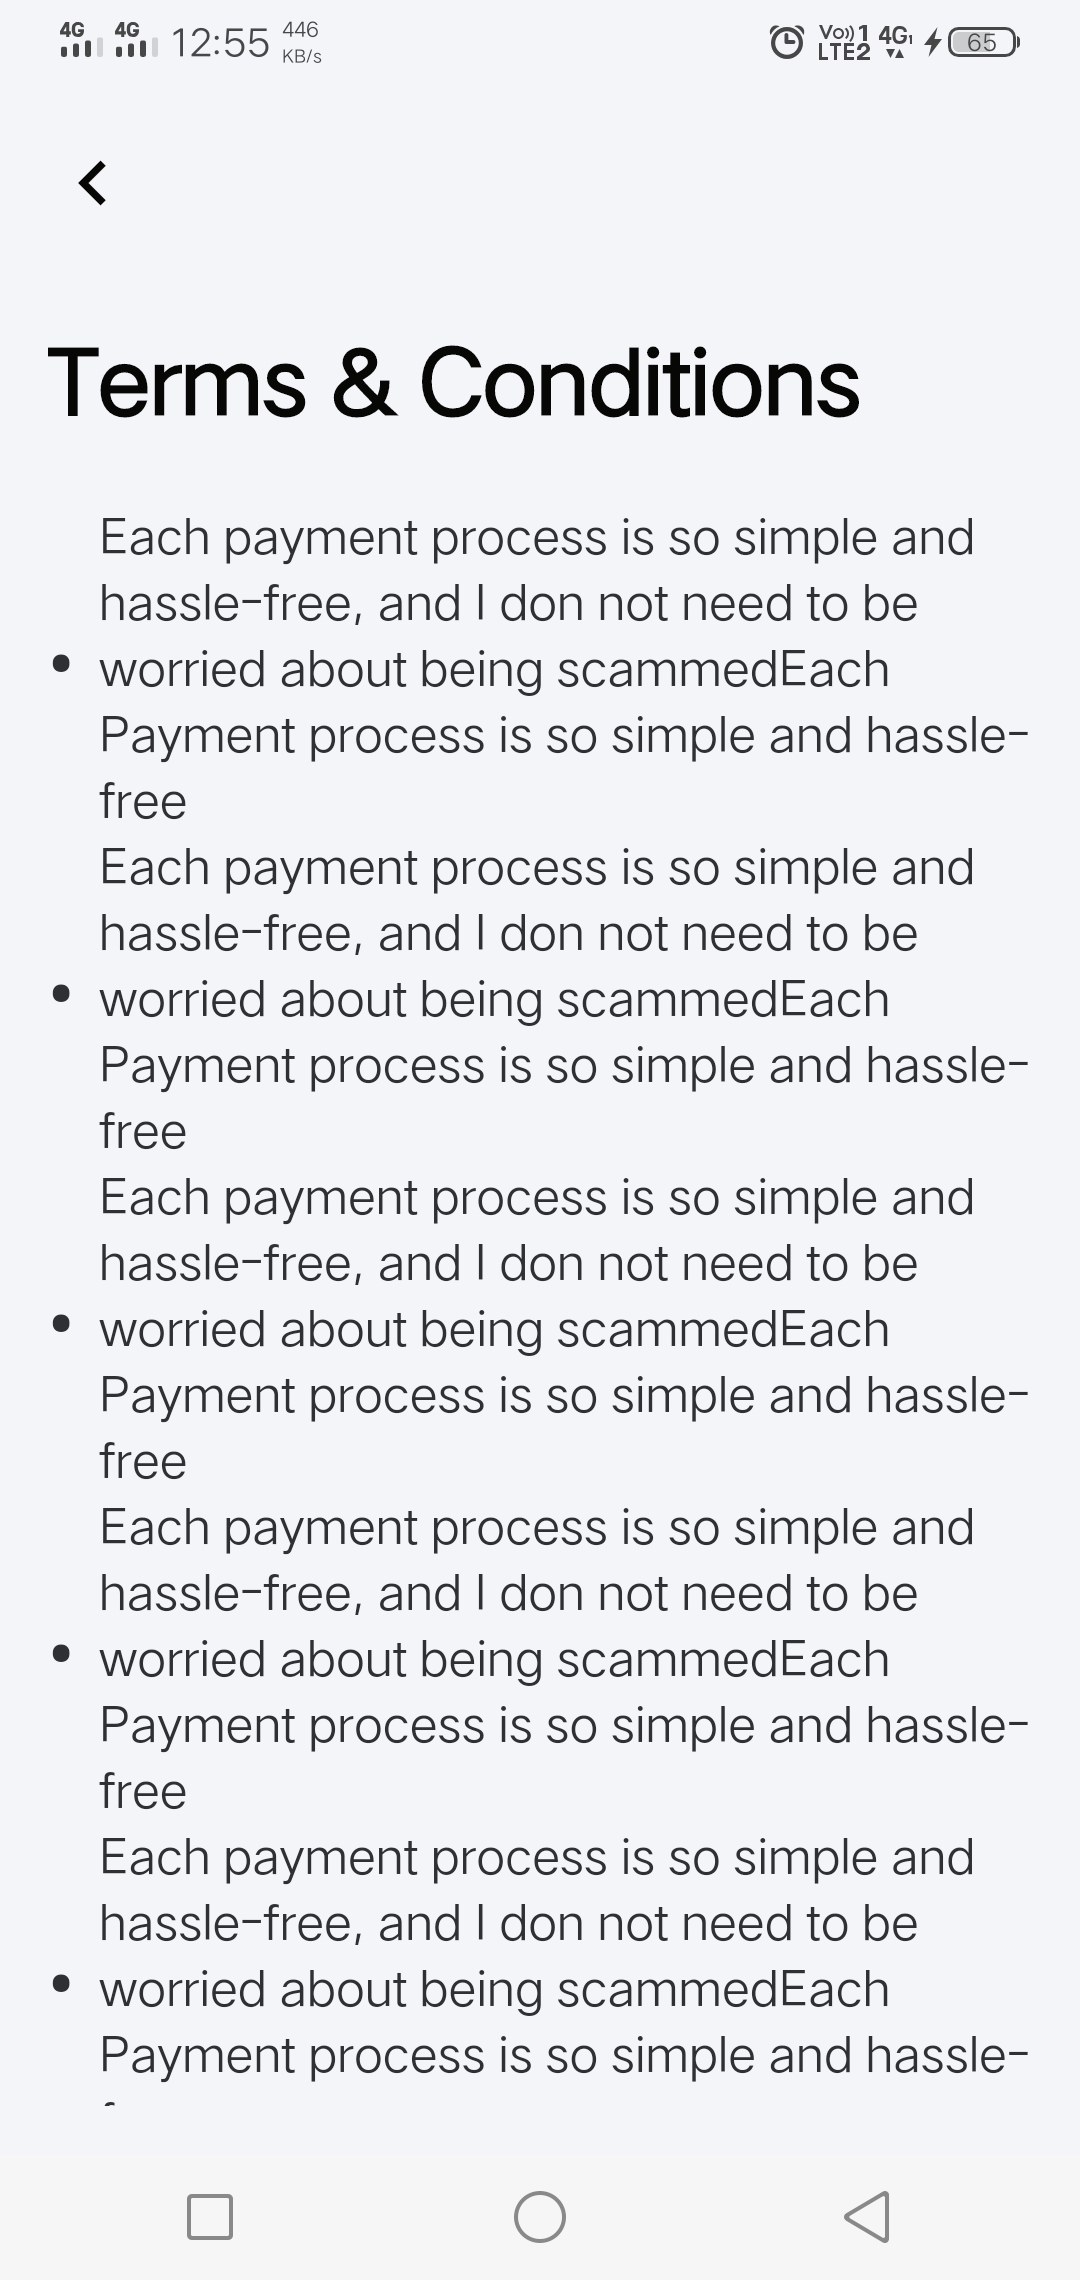 4G 4G 12:55 446 KB/s Vo)) 1 LTE2 4G1 65
Terms & Conditions
Each payment process is so simple and
hassle-free, and I don not need to be
• worried about being scammedEach
Payment process is so simple and hassle-
free
Each payment process is so simple and
hassle-free, and I don not need to be
• worried about being scammedEach
Payment process is so simple and hassle-
free
Each payment process is so simple and
hassle-free, and I don not need to be
• worried about being scammedEach
Payment process is so simple and hassle-
free
Each payment process is so simple and
hassle-free, and I don not need to be
• worried about being scammedEach
Payment process is so simple and hassle-
free
Each payment process is so simple and
hassle-free, and I don not need to be
• worried about being scammedEach
Payment process is so simple and hassle-